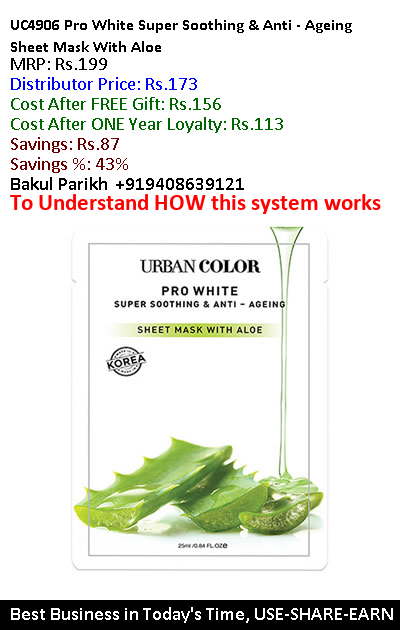 UC4906 Pro White Super Soothing & Anti - Ageing
Sheet Mask With Aloe
MRP: Rs.199
Distributor Price: Rs.173
Cost After FREE Gift: Rs.156
Cost After ONE Year Loyalty: Rs.113
Savings: Rs.87
Savings %: 43%
Bakul Parikh +919408639121
To Understand HOW this system works
URBAN COLOR
PRO WHITE
SUPER SOOTHING & ANTI – AGEING
SHEET MASK WITH ALOE
KOREA
25ml /0.84 FL.OZe
Best Business in Today's Time, USE-SHARE-EARN